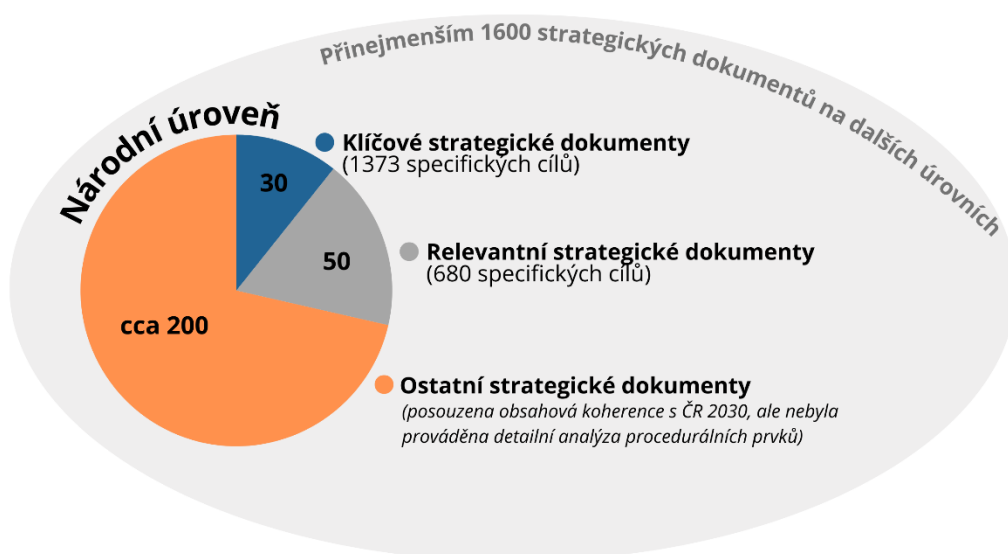 Přinejmenším 1600 strategických dokumentů na dalších úrovních
Národní úroveň
Klíčové strategické dokumenty
(1373 specifických cílů)
30
Relevantní strategické dokumenty
(680 specifických cílů)
50
cca 200
Ostatní strategické dokumenty
(posouzena obsahová koherence s ČR 2030, ale nebyla
prováděna detailní analýza procedurálních prvků)